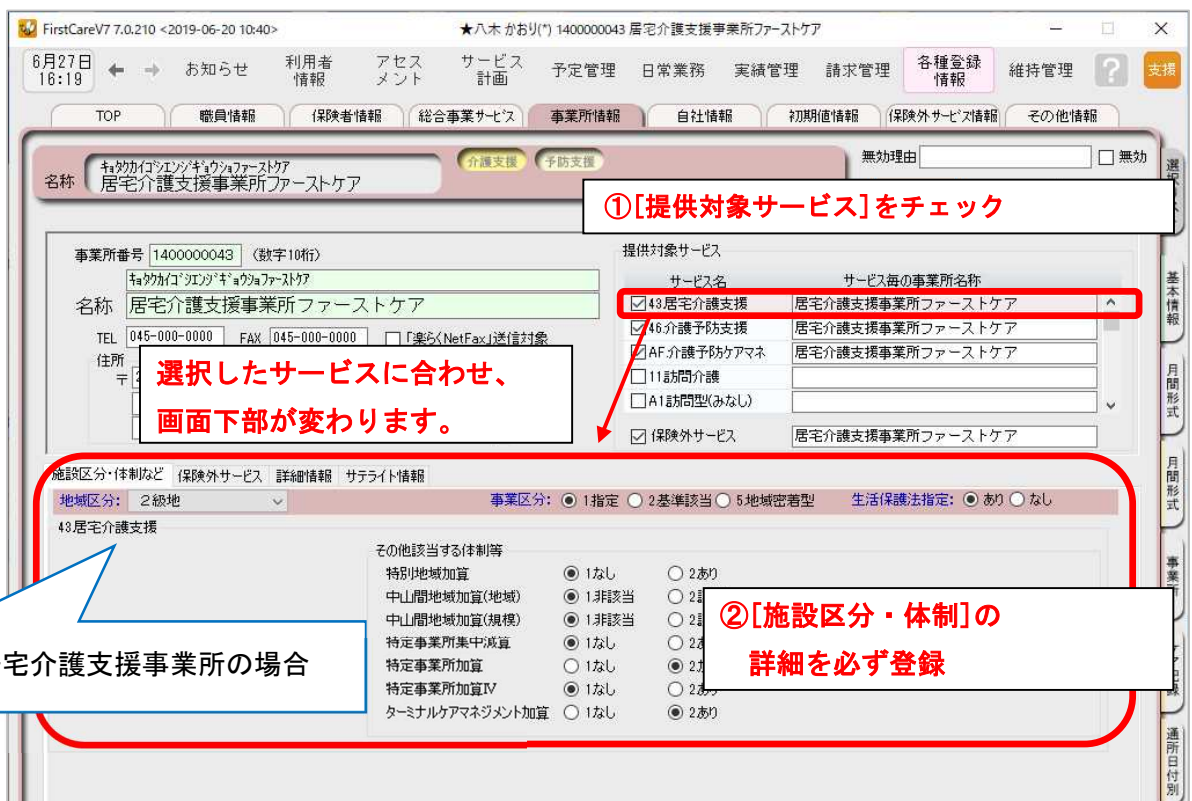 FirstCareV7 7.0.210 <2019-06-20 10:40>
★八木 かおり(*) 1400000043 居宅介護支援事業所ファーストケア
6月27日
16:19
お知らせ
利用者
情報
アセス
メント
サービス
計画
予定管理
日常業務
実績管理
請求管理
各種登録
情報
維持管理
?
支援
TOP
職員情報
保険者情報
総合事業サービス
事業所情報
自社情報
初期値情報
保険外サービス情報
その他情報
名称
キョタクカイゴシエンジギョウショファーストケア
居宅介護支援事業所ファーストケア
介護支援
予防支援
無効理由
無効
①[提供対象サービス]をチェック
事業所番号 1400000043 (数字10桁)
キョタクカイゴシエンジギョウショファーストケア
名称 居宅介護支援事業所ファーストケア
TEL 045-000-0000 FAX 045-000-0000 「楽らくNetFax」送信対象
住所
〒
選択したサービスに合わせ、
画面下部が変わります。
提供対象サービス
サービス名 サービス毎の事業所名称
43居宅介護支援 居宅介護支援事業所ファーストケア
46介護予防支援 居宅介護支援事業所ファーストケア
AF介護予防ケアマネ 居宅介護支援事業所ファーストケア
11訪問介護
A1訪問型(みなし)
保険外サービス 居宅介護支援事業所ファーストケア
施設区分・体制など 保険外サービス 詳細情報 サテライト情報
地域区分: 2級地
事業区分: 1指定 2基準該当 5地域密着型
生活保護法指定: あり なし
43居宅介護支援
その他該当する体制等
特別地域加算 1なし 2あり
中山間地域加算(地域) 1非該当
中山間地域加算(規模) 1非該当
特定事業所集中減算 1なし
特定事業所加算 1なし
特定事業所加算Ⅳ 1なし 2あり
ターミナルケアマネジメント加算 1なし 2あり
②[施設区分・体制]の
詳細を必ず登録
宅介護支援事業所の場合
基本情報
月間形式
月間形式
通所日付別